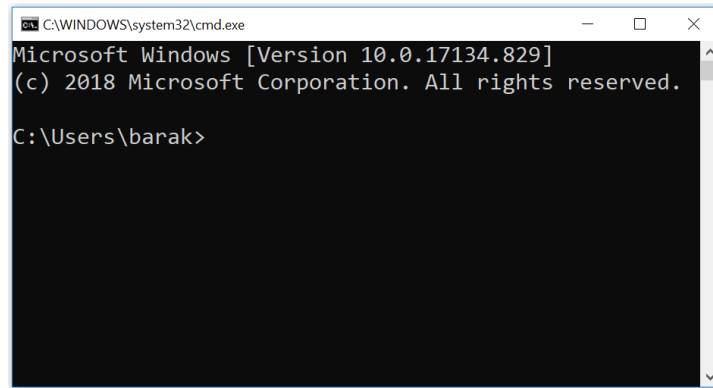 C:\WINDOWS\system32\cmd.exe
Microsoft Windows [Version 10.0.17134.829]
(c) 2018 Microsoft Corporation. All rights reserved.
C:\Users\barak>